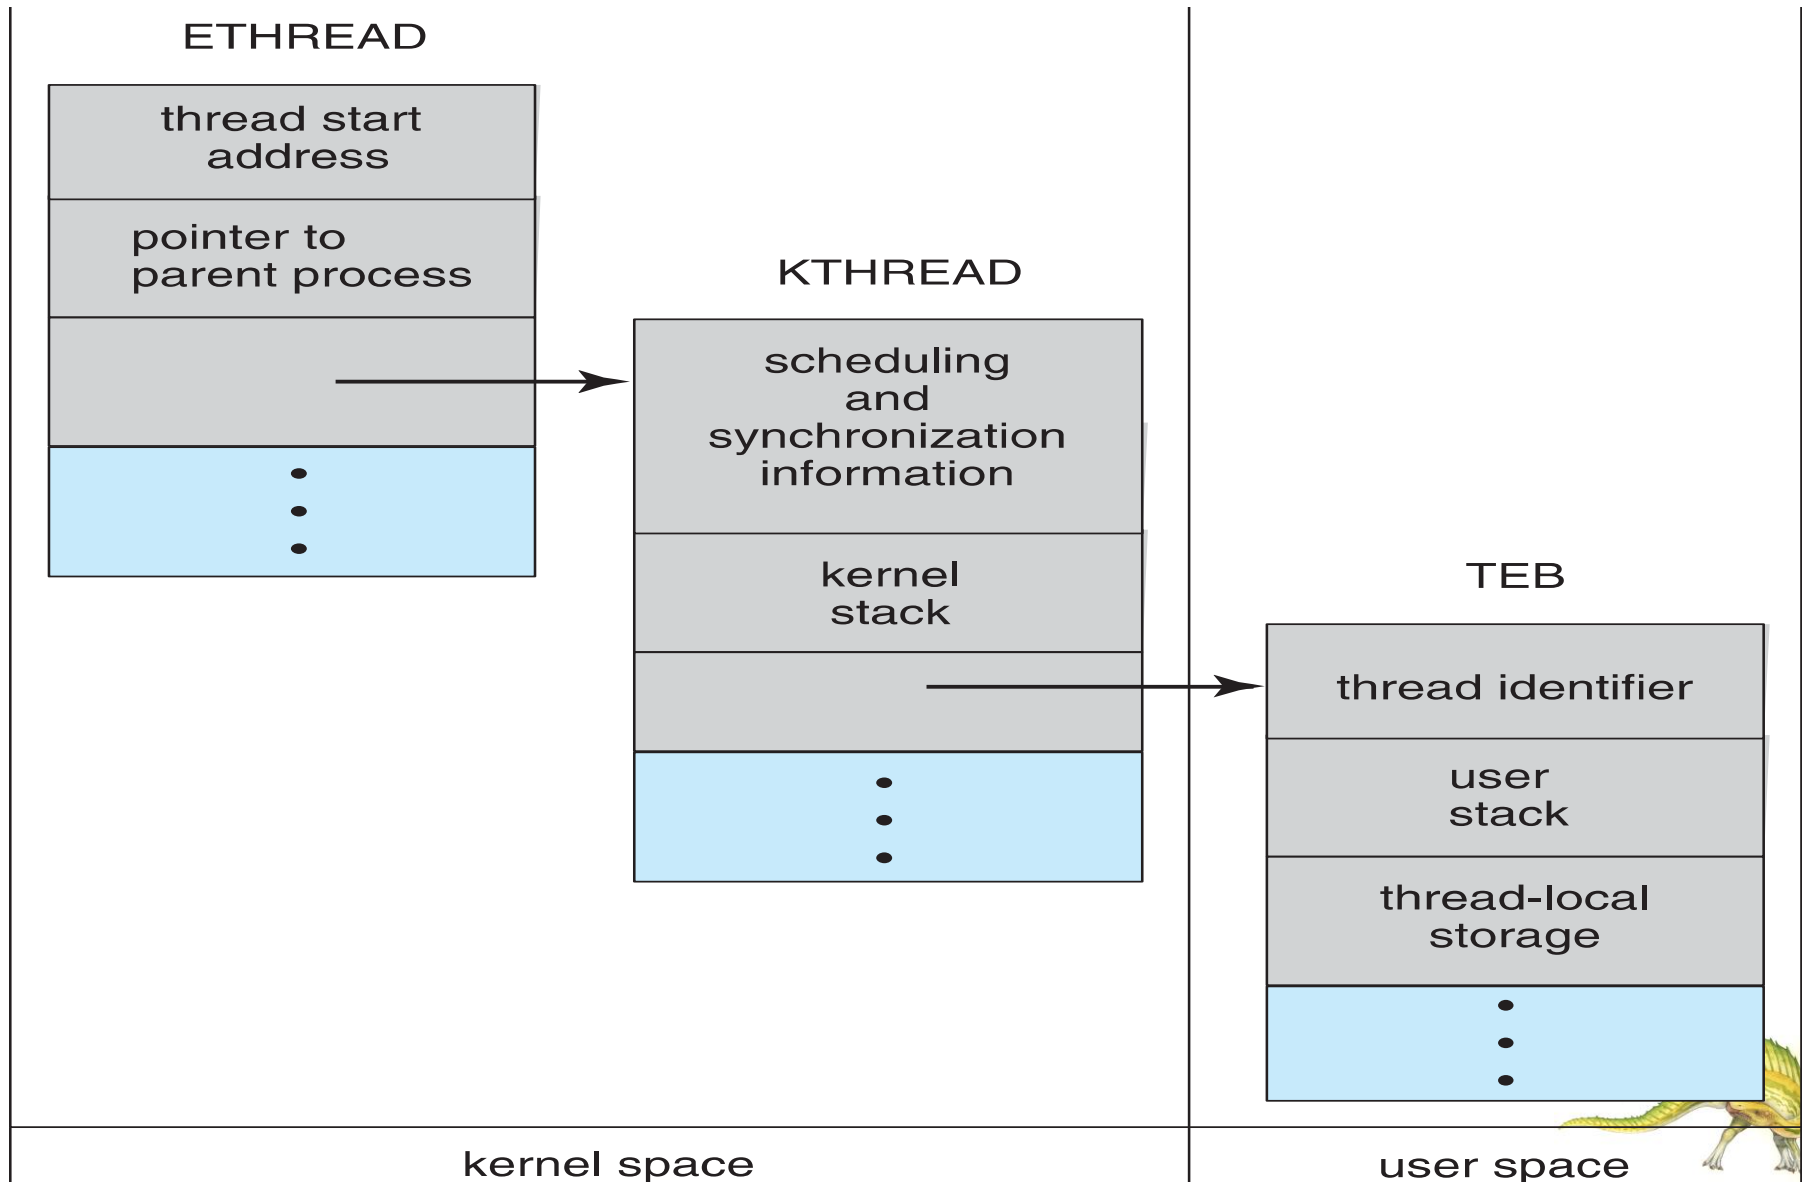 ETHREAD
thread start
address
pointer to
parent process
KTHREAD
scheduling
and
synchronization
information
kernel
stack
TEB
thread identifier
user
stack
thread-local
storage
kernel space
user space